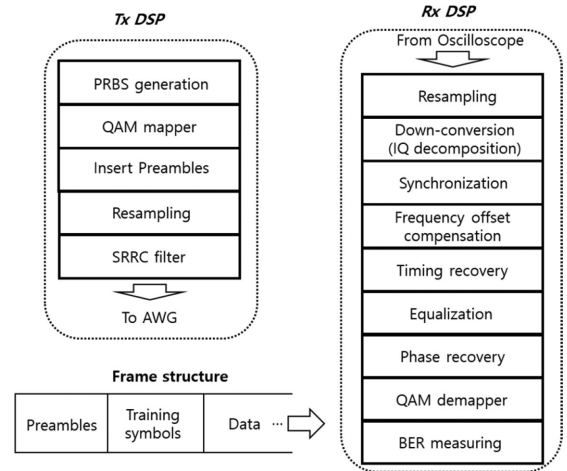 Tx DSP
PRBS generation
QAM mapper
Insert Preambles
Resampling
SRRC filter
To AWG
Frame structure
Preambles
Training
symbols
Data ···
Rx DSP
From Oscilloscope
Resampling
Down-conversion
(IQ decomposition)
Synchronization
Frequency offset
compensation
Timing recovery
Equalization
Phase recovery
QAM demapper
BER measuring